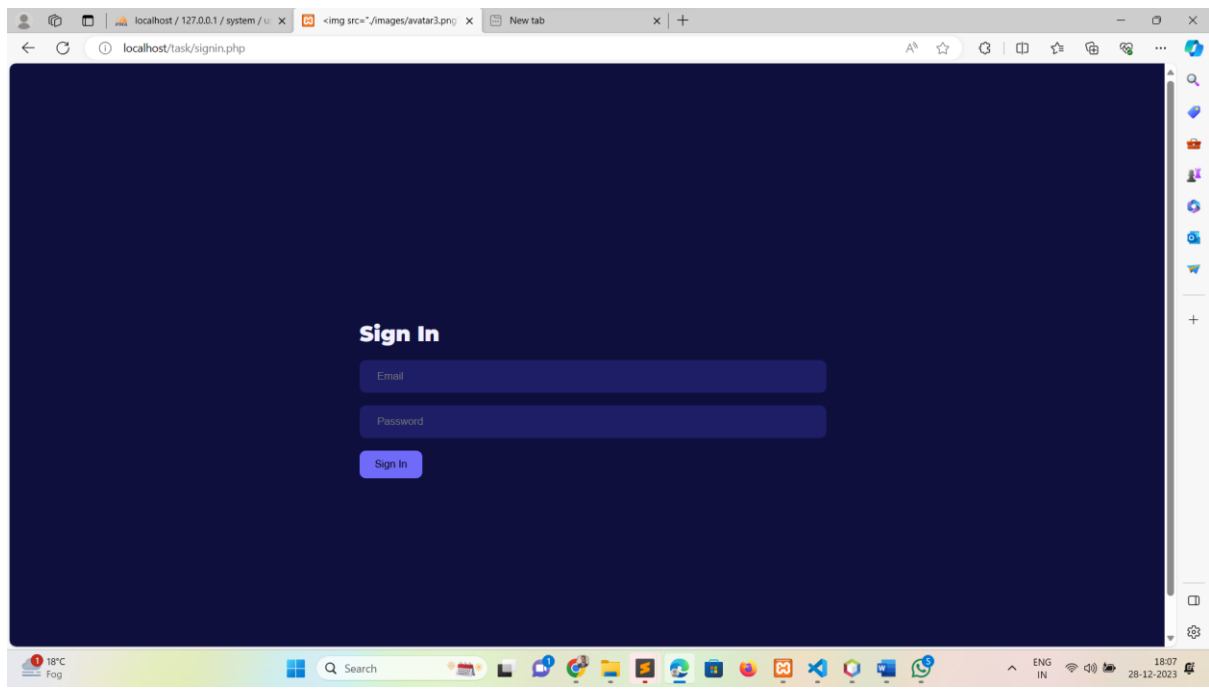 localhost / 127.0.0.1 / system / u
<img src="./images/avatar3.png
New tab
localhost/task/signin.php
Sign In
Email
Password
Sign In
1
18°C
Fog
Search
ENG
IN
18:07
28-12-2023